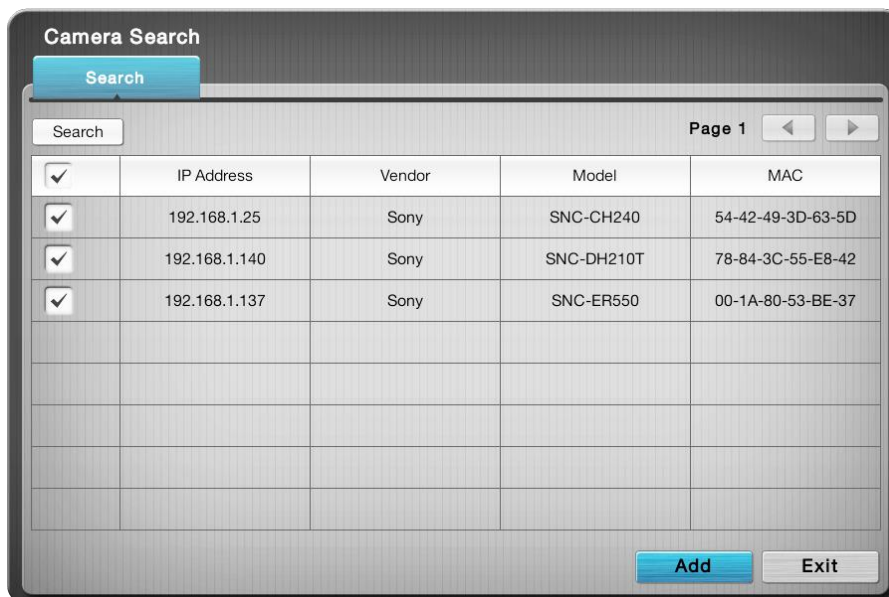 Camera Search
Search
Search Page 1
IP Address Vendor Model MAC
192.168.1.25 Sony SNC-CH240 54-42-49-3D-63-5D
192.168.1.140 Sony SNC-DH210T 78-84-3C-55-E8-42
192.168.1.137 Sony SNC-ER550 00-1A-80-53-BE-37
Add Exit